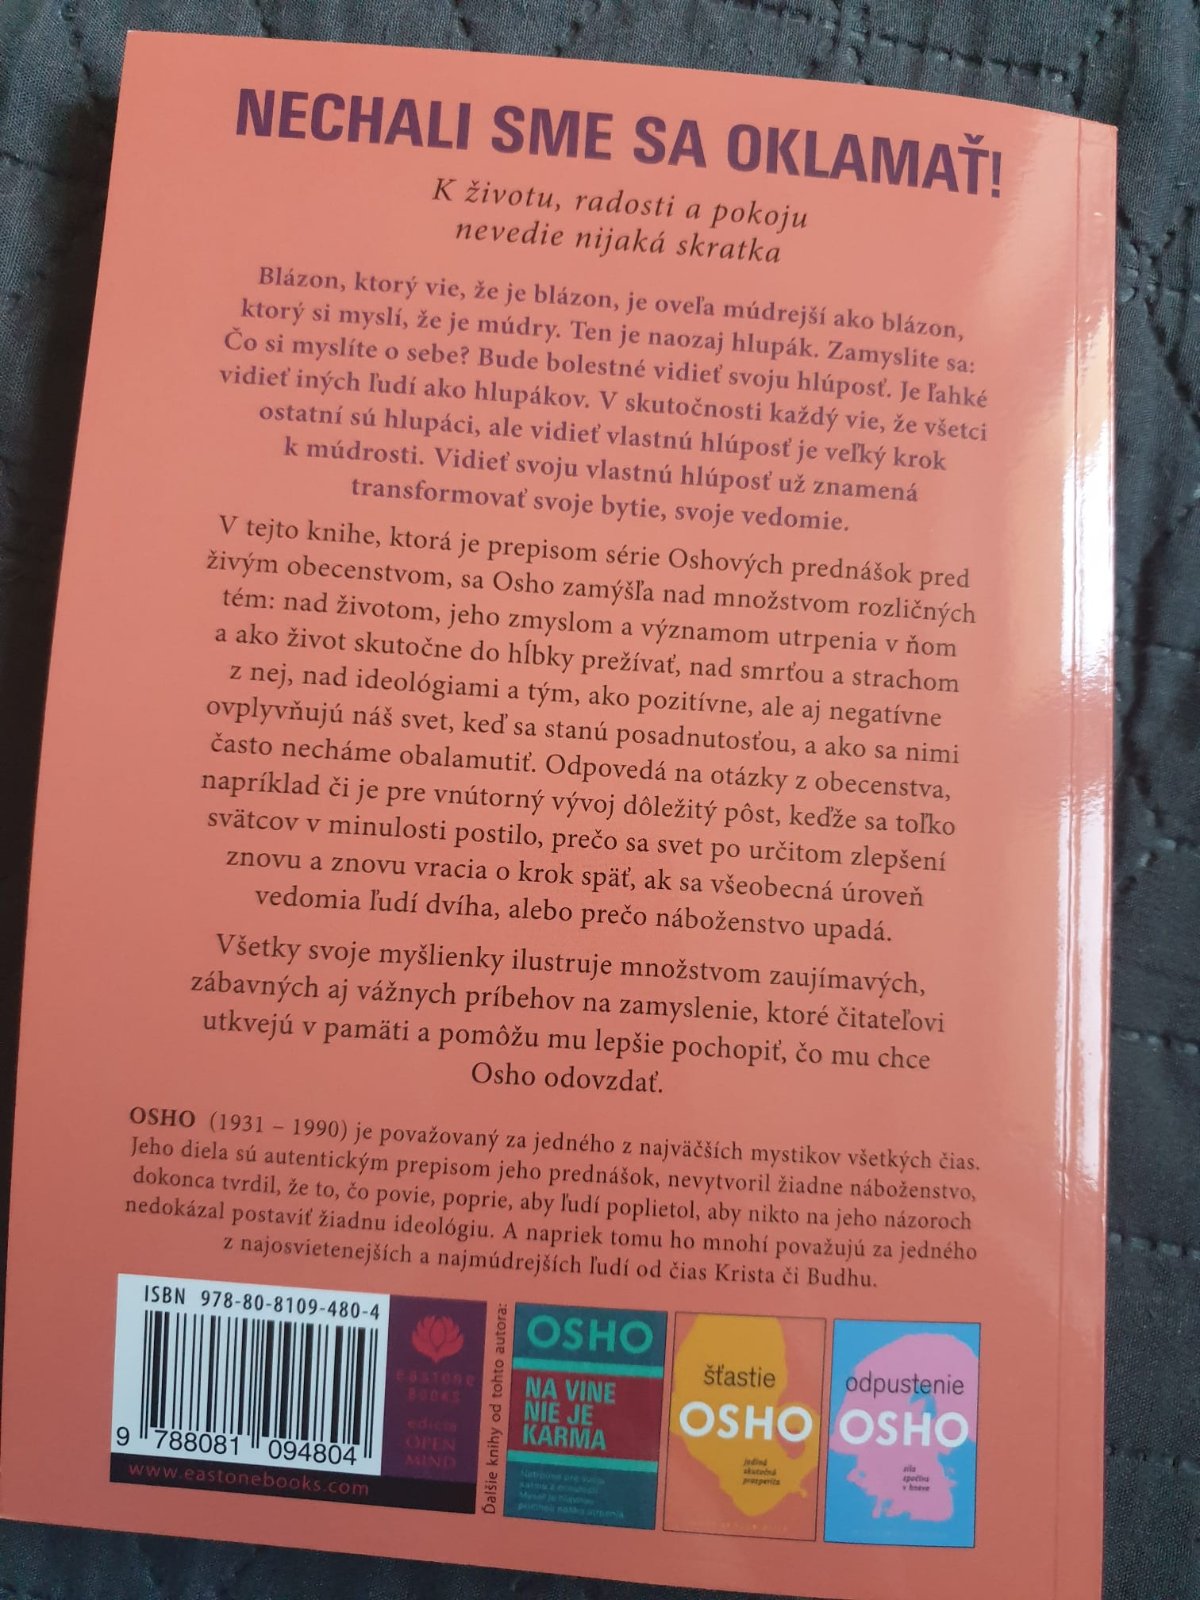 NECHALI SME SA OKLAMAŤ!
K životu, radosti a pokoju
nevedie nijaká skratka
Blázon, ktorý vie, že je blázon, je oveľa múdrejší ako blázon,
ktorý si myslí, že je múdry. Ten je naozaj hlupák. Zamyslite sa:
Čo si myslíte o sebe? Bude bolestné vidieť svoju hlúposť. Je ľahké
vidieť iných ľudí ako hlupákov. V skutočnosti každý vie, že všetci
ostatní sú hlupáci, ale vidieť vlastnú hlúposť je veľký krok
k múdrosti. Vidieť svoju vlastnú hlúposť už znamená
transformovať svoje bytie, svoje vedomie.
V tejto knihe, ktorá je prepisom série Oshových prednášok pred
živým obecenstvom, sa Osho zamýšľa nad množstvom rozličných
tém: nad životom, jeho zmyslom a významom utrpenia v ňom
a ako život skutočne do hĺbky prežívať, nad smrťou a strachom
z nej, nad ideológiami a tým, ako pozitívne, ale aj negatívne
ovplyvňujú náš svet, keď sa stanú posadnutosťou, a ako sa nimi
často necháme obalamutiť. Odpovedá na otázky z obecenstva,
napríklad či je pre vnútorný vývoj dôležitý pôst, keďže sa toľko
svätcov v minulosti postilo, prečo sa svet po určitom zlepšení
znovu a znovu vracia o krok späť, ak sa všeobecná úroveň
vedomia ľudí dvíha, alebo prečo náboženstvo upadá.
Všetky svoje myšlienky ilustruje množstvom zaujímavých,
zábavných aj vážnych príbehov na zamyslenie, ktoré čitateľovi
utkvejú v pamäti a pomôžu mu lepšie pochopiť, čo mu chce
Osho odovzdať.
OSHO (1931 – 1990) je považovaný za jedného z najväčších mystikov všetkých čias.
Jeho diela sú autentickým prepisom jeho prednášok, nevytvoril žiadne náboženstvo,
dokonca tvrdil, že to, čo povie, poprie, aby ľudí poplietol, aby nikto na jeho názoroch
nedokázal postaviť žiadnu ideológiu. A napriek tomu ho mnohí považujú za jedného
z najosvietenejších a najmúdrejších ľudí od čias Krista či Budhu.
ISBN 978-80-8109-480-4
9 788081 094804
www.eastonebooks.com
eastone
BOOKS
edícia
OPEN
MIND
Ďalšie knihy od tohto autora:
OSHO
NA VINE
NIE JE
KARMA
šťastie
OSHO
jediná
skutočná
prosperita
odpustenie
OSHO
sila
zpočíva
v hneve